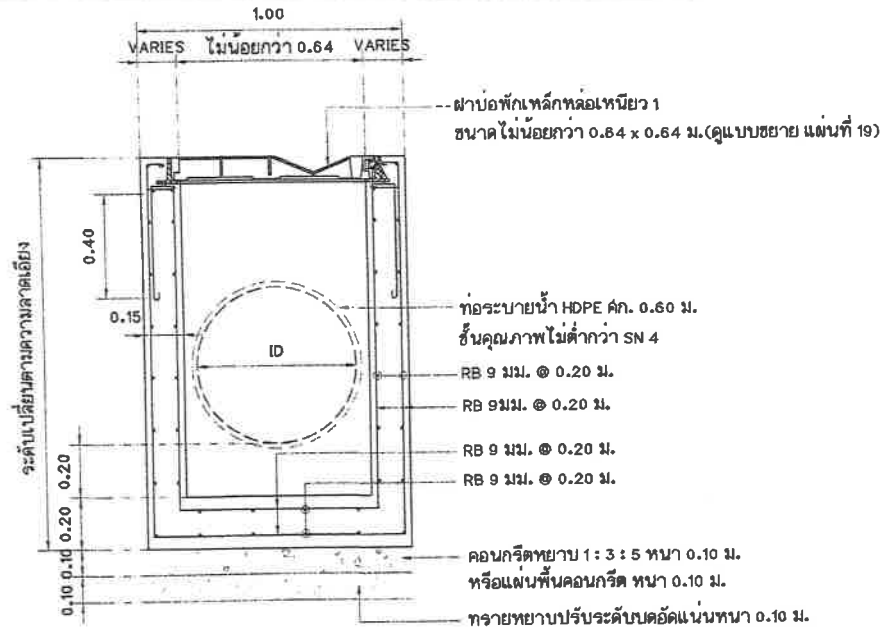 1.00
VARIES ไม่น้อยกว่า 0.64 VARIES
ฝาบ่อพักเหล็กหล่อเหนียว 1
ขนาดไม่น้อยกว่า 0.64 x 0.64 ม.(ดูแบบขยาย แผ่นที่ 19)
ระดับเปลี่ยนตามความลาดเอียง
0.40
0.15
ID
ท่อระบายน้ำ HDPE ศก. 0.60 ม.
ชั้นคุณภาพไม่ต่ำกว่า SN 4
RB 9 มม. @ 0.20 ม.
RB 9มม. @ 0.20 ม.
RB 9 มม. @ 0.20 ม.
RB 9 มม. @ 0.20 ม.
0.20
0.20
0.10
0.10
คอนกรีตหยาบ 1 : 3 : 5 หนา 0.10 ม.
หรือแผ่นพื้นคอนกรีต หนา 0.10 ม.
ทรายหยาบปรับระดับบดอัดแน่นหนา 0.10 ม.